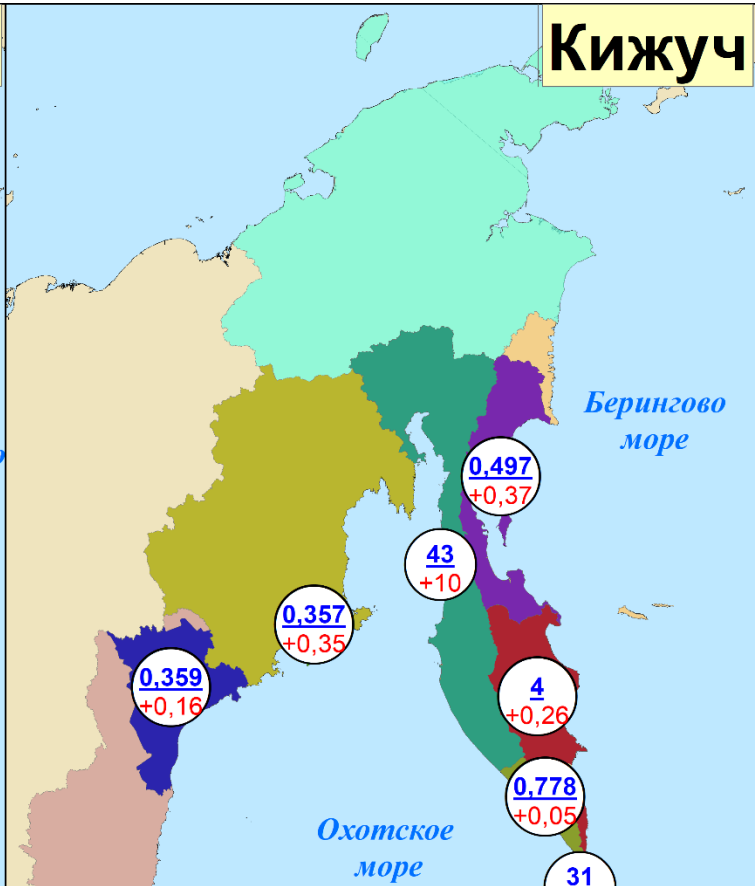 Кижуч
Берингово
море
0,497
+0,37
43
+10
0,357
+0,35
0,359
+0,16
4
+0,26
0,778
+0,05
Охотское
море
31